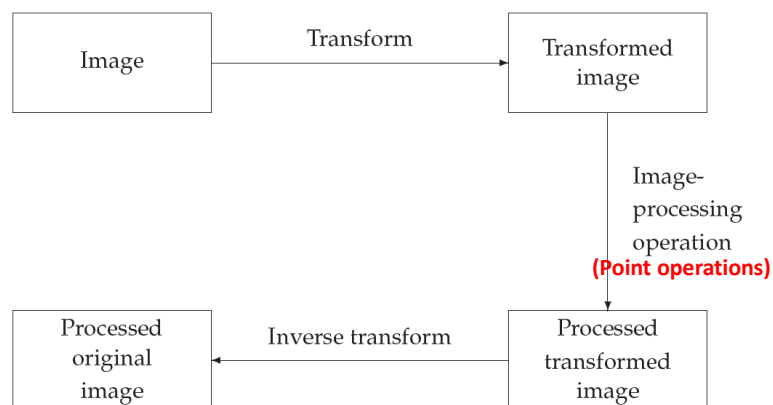 Image
Transform
Transformed
image
Image-
processing
operation
(Point operations)
Processed
transformed
image
Inverse transform
Processed
original
image